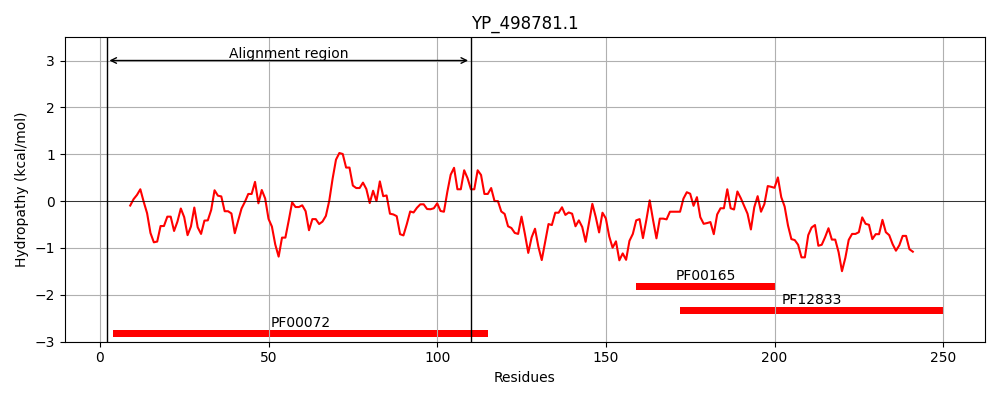 YP_498781.1
Alignment region
3
2
1
0
−1
−2
−3
Hydropathy (kcal/mol)
PF00165
PF12833
PF00072
0
50
100
150
200
250
Residues